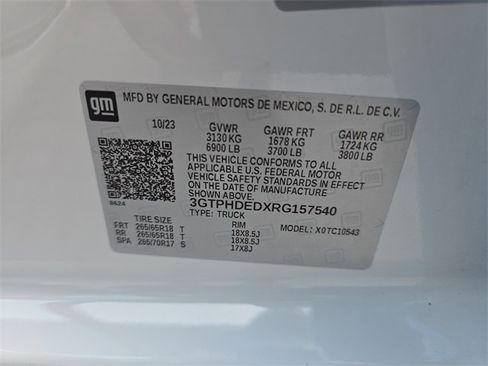 gm
MFD BY GENERAL MOTORS DE MEXICO, S. DE R.L. DE C.V.
10/23 GVWR GAWR FRT GAWR RR
3130 KG 1678 KG 1724 KG
6900 LB 3700 LB 3800 LB
THIS VEHICLE CONFORMS TO ALL
APPLICABLE U.S. FEDERAL MOTOR
VEHICLE SAFETY STANDARDS IN
EFFECT ON THE DATE OF MANUFACTURE
SHOWN ABOVE.
3GTPHDEDXRG157540
TYPE: TRUCK MODEL: X0TC10543
8624
TIRE SIZE RIM
FRT 265/65R18 T 18X8.5J
RR 265/65R18 T 18X8.5J
SPA 265/70R17 S 17X8J